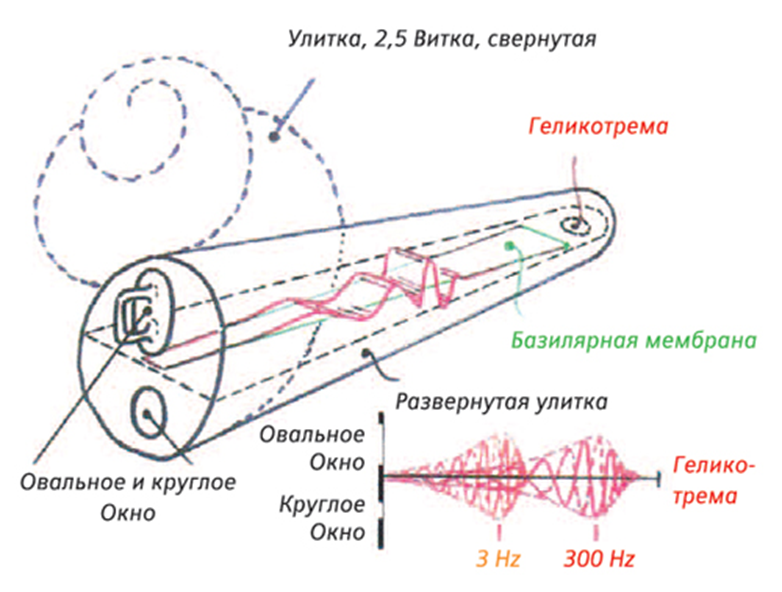 Улитка, 2,5 Витка, свернутая
Геликотрема
Базилярная мембрана
Развернутая улитка
Овальное и круглое
Окно
Овальное
Окно
Круглое
Окно
Гелико-
трема
3 Hz
300 Hz